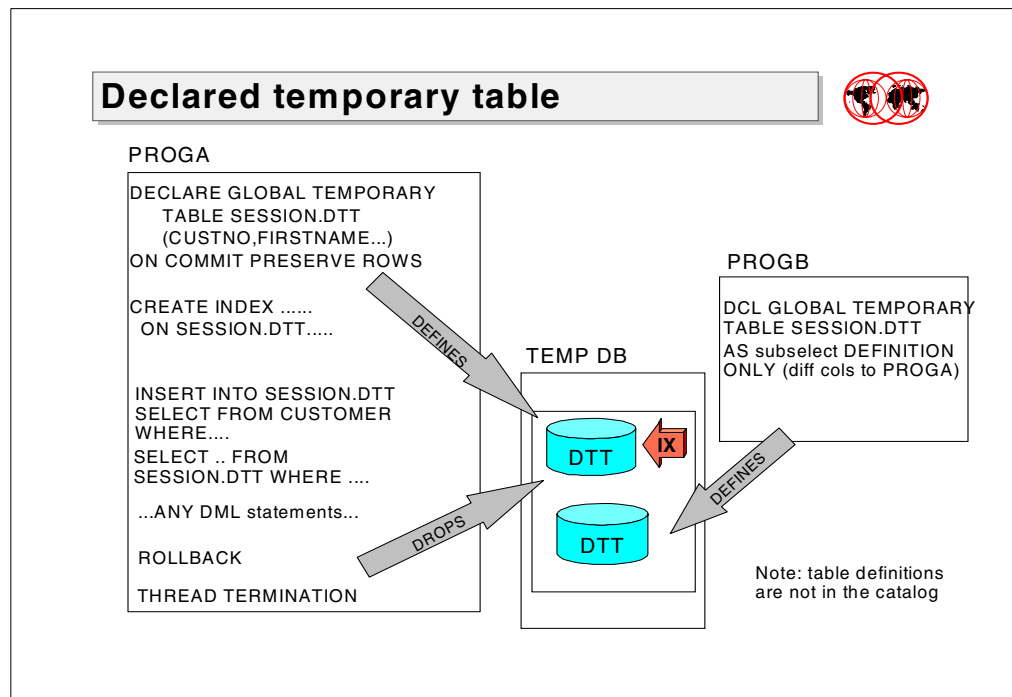 Declared temporary table
PROGA
DECLARE GLOBAL TEMPORARY
TABLE SESSION.DTT
(CUSTNO,FIRSTNAME...)
ON COMMIT PRESERVE ROWS
CREATE INDEX ......
ON SESSION.DTT.....
INSERT INTO SESSION.DTT
SELECT FROM CUSTOMER
WHERE....
SELECT .. FROM
SESSION.DTT WHERE ....
...ANY DML statements...
ROLLBACK
THREAD TERMINATION
DEFINES
DROPS
TEMP DB
DTT
IX
DTT
DEFINES
PROGB
DCL GLOBAL TEMPORARY
TABLE SESSION.DTT
AS subselect DEFINITION
ONLY (diff cols to PROGA)
Note: table definitions
are not in the catalog